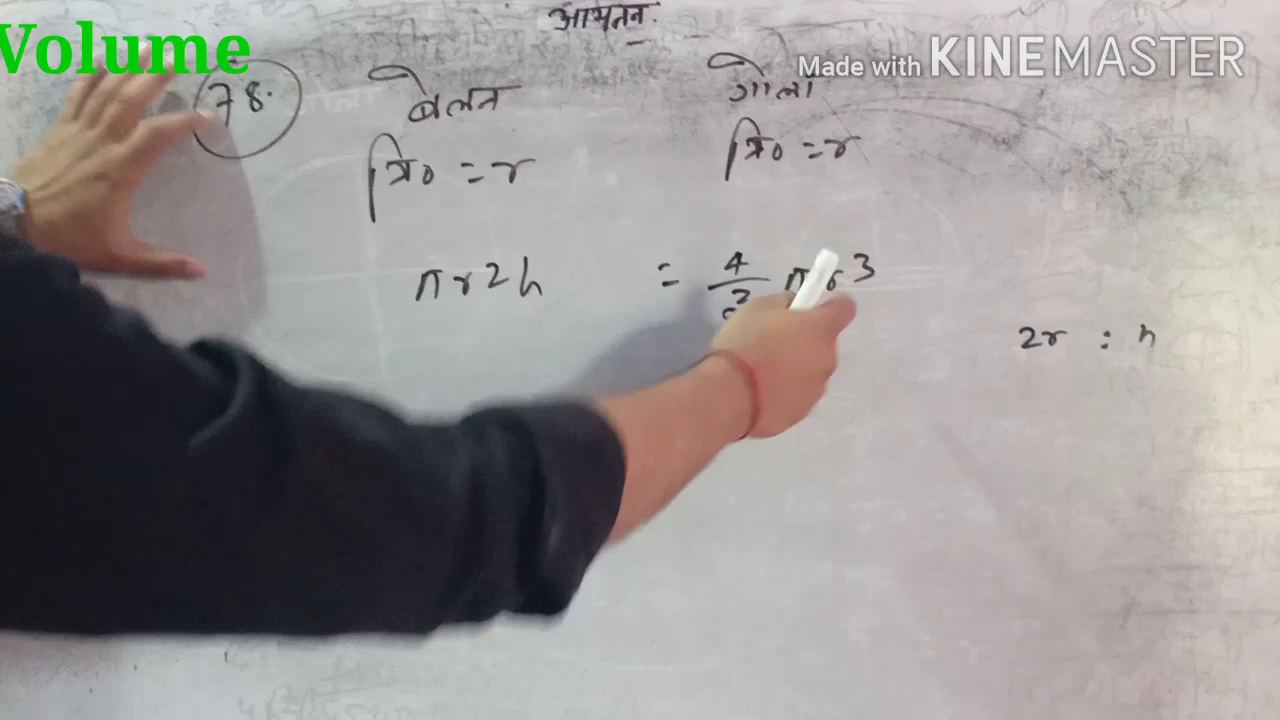 आयतन.
Volume
Made with KINEMASTER
78.
बेलन गोला
त्रि० = r त्रि० = r
πr2h = 4/3 πr3
2r : h